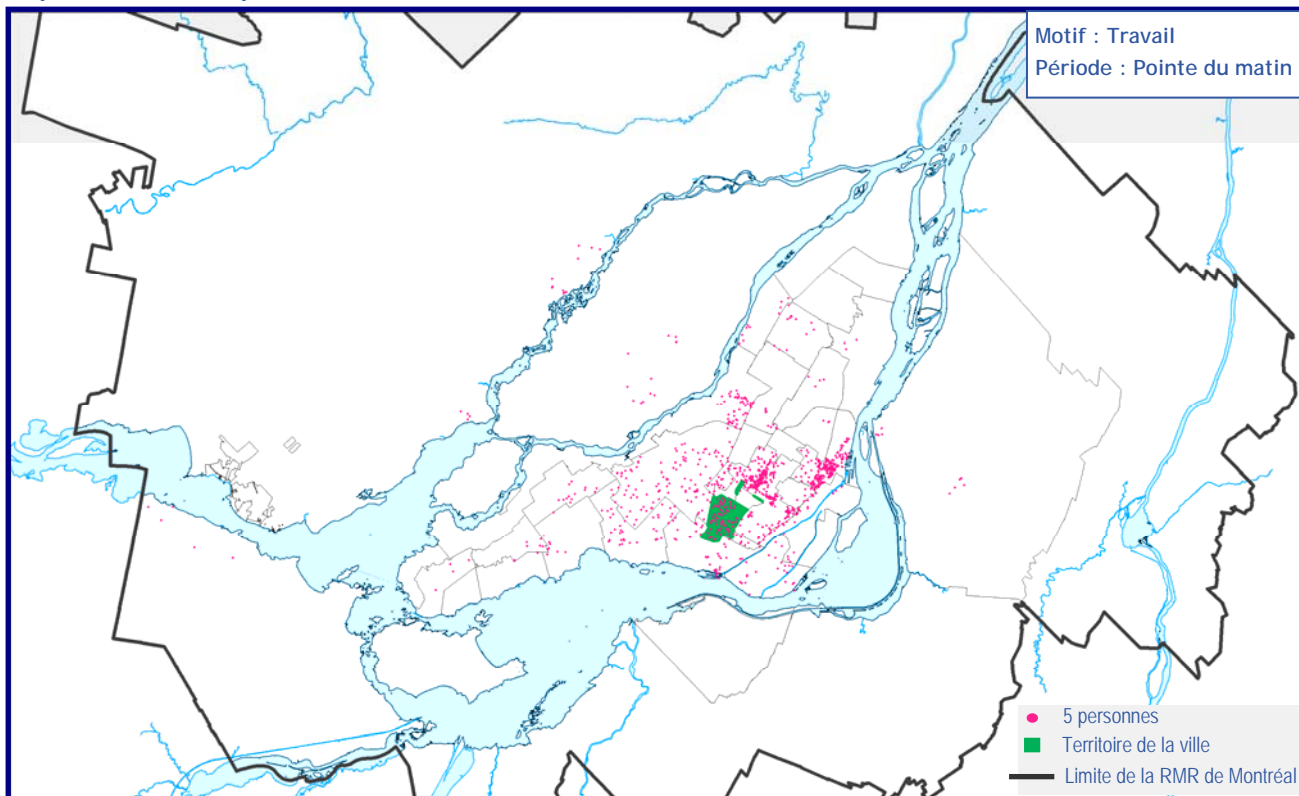 Motif : Travail
Période : Pointe du matin
5 personnes
Territoire de la ville
Limite de la RMR de Montréal